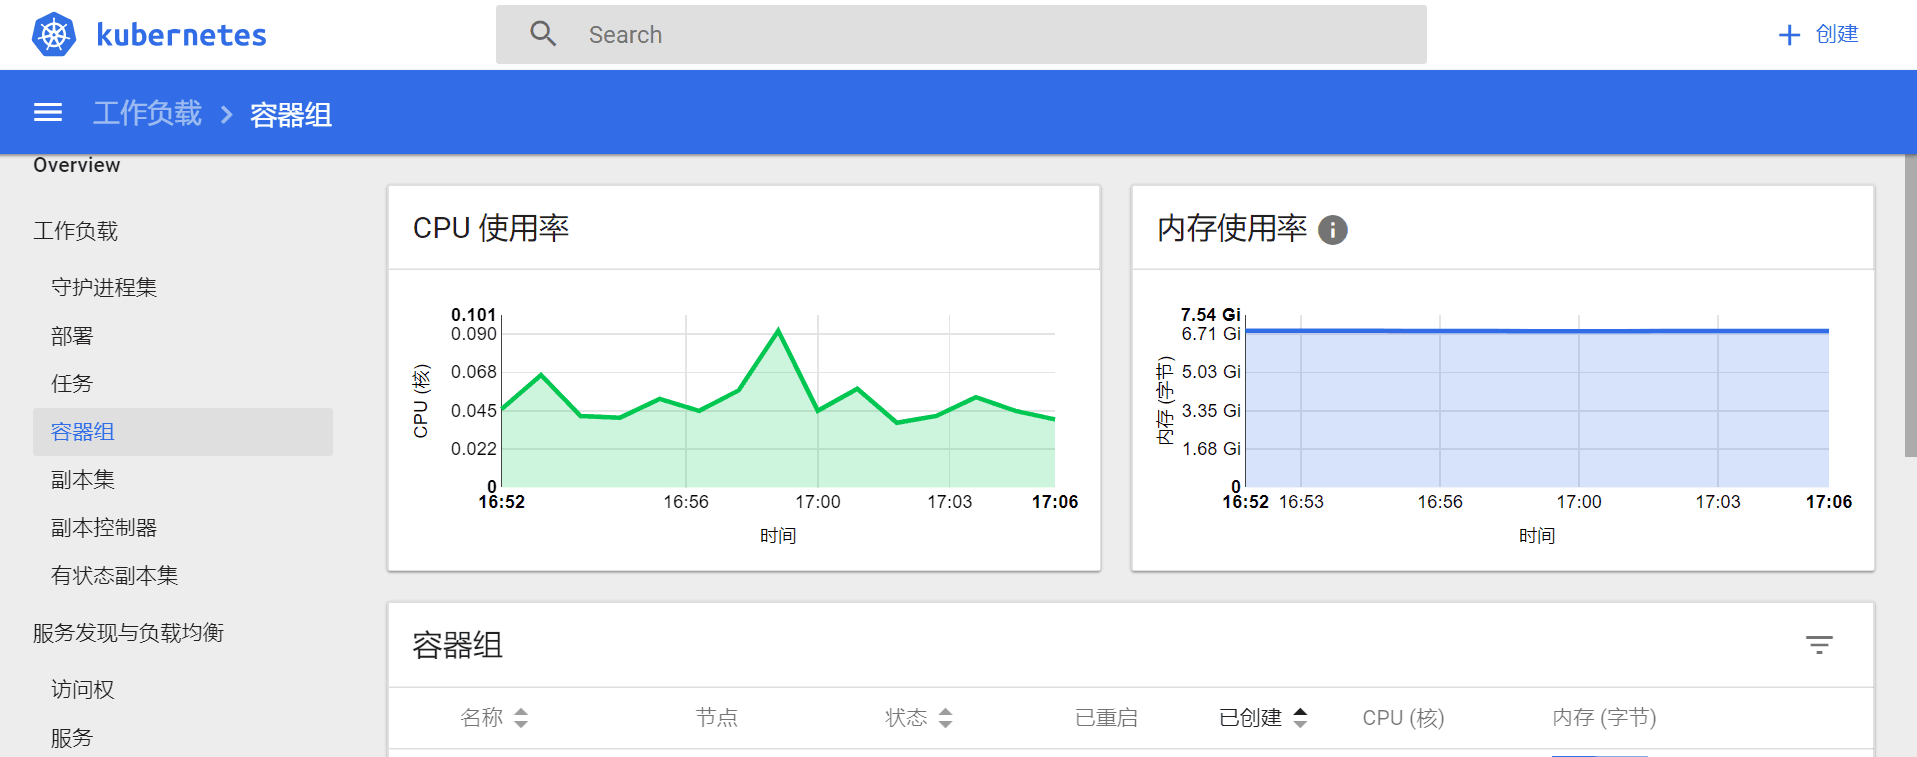 kubernetes
Search
创建
工作负载
容器组
Overview
工作负载
守护进程集
部署
任务
容器组
副本集
副本控制器
有状态副本集
服务发现与负载均衡
访问权
服务
CPU 使用率
CPU (核)
0.101
0.090
0.068
0.045
0.022
0
16:52
16:56
17:00
17:03
17:06
时间
内存使用率
内存 (字节)
7.54 Gi
6.71 Gi
5.03 Gi
3.35 Gi
1.68 Gi
0
16:52
16:53
16:56
17:00
17:03
17:06
时间
容器组
名称
节点
状态
已重启
已创建
CPU (核)
内存 (字节)